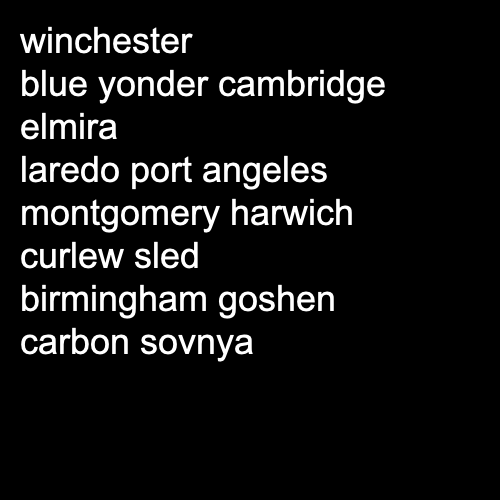 winchester
blue yonder cambridge
elmira
laredo port angeles
montgomery harwich
curlew sled
birmingham goshen
carbon sovnya